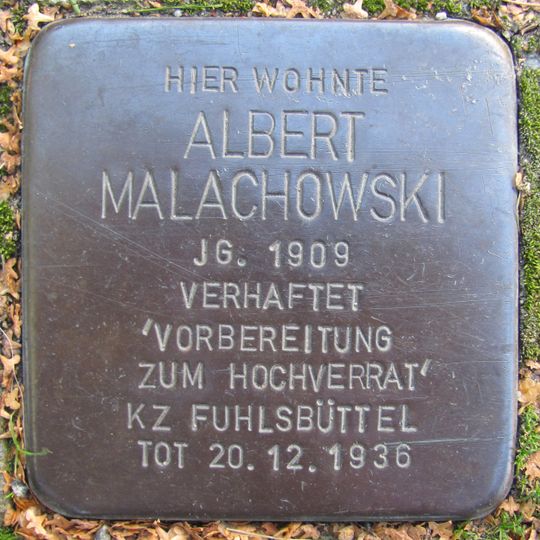 HIER WOHNTE
ALBERT
MALACHOWSKI
JG. 1909
VERHAFTET
'VORBEREITUNG
ZUM HOCHVERRAT'
KZ FUHLSBÜTTEL
TOT 20.12.1936